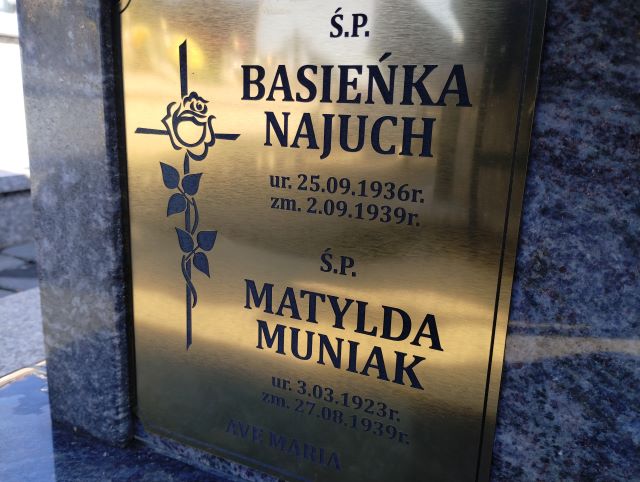 Ś.P.
BASIEŃKA
NAJUCH
ur. 25.09.1936r.
zm. 2.09.1939r.
Ś.P.
MATYLDA
MUNIAK
ur. 3.03.1923r.
zm. 27.08.1939r.
AVE MARIA